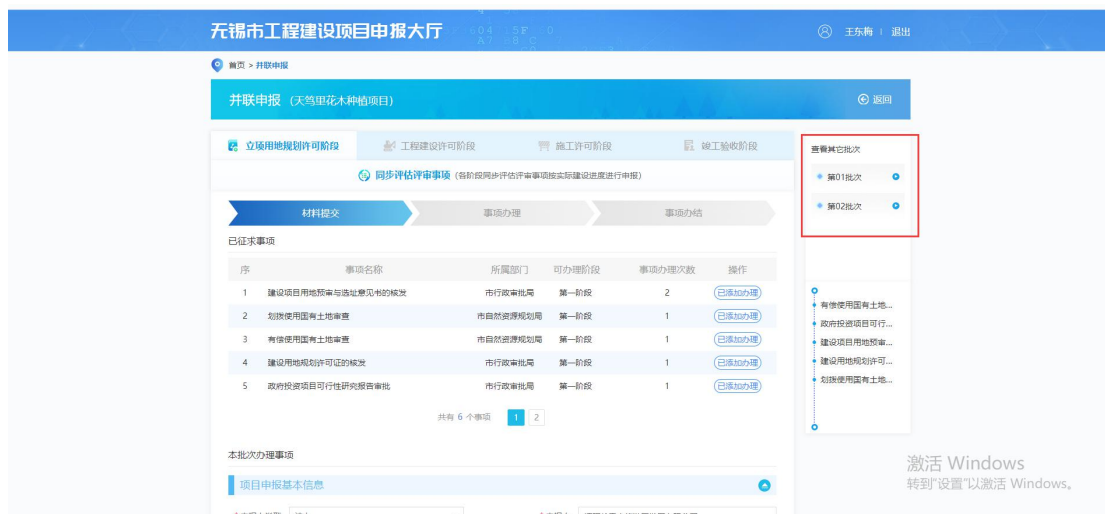 无锡市工程建设项目申报大厅
王东梅 | 退出
首页 > 并联申报
并联申报 (天笃里花木种植项目)
返回
立项用地规划许可阶段 工程建设许可阶段 施工许可阶段 竣工验收阶段
同步评估评审事项 (各阶段同步评估评审事项按实际建设进度进行申报)
材料提交 事项办理 事项办结
已征求事项
序 事项名称 所属部门 可办理阶段 事项办理次数 操作
1 建设项目用地预审与选址意见书的核发 市行政审批局 第一阶段 2 已添加办理
2 划拨使用国有土地审查 市自然资源规划局 第一阶段 1 已添加办理
3 有偿使用国有土地审查 市自然资源规划局 第一阶段 1 已添加办理
4 建设用地规划许可证的核发 市行政审批局 第一阶段 1 已添加办理
5 政府投资项目可行性研究报告审批 市行政审批局 第一阶段 1 已添加办理
共有 6 个事项 1 2
本批次办理事项
项目申报基本信息
查看其它批次
第01批次
第02批次
有偿使用国有土地...
政府投资项目可行...
建设项目用地预审...
建设用地规划许可...
划拨使用国有土地...
激活 Windows
转到"设置"以激活 Windows。